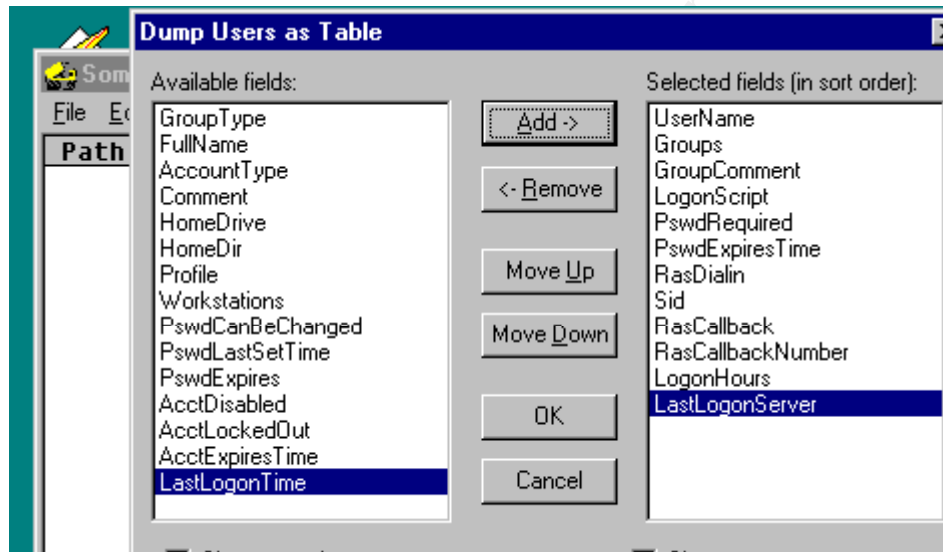 Dump Users as Table
Som
File Ed
Path
Available fields:
GroupType
FullName
AccountType
Comment
HomeDrive
HomeDir
Profile
Workstations
PswdCanBeChanged
PswdLastSetTime
PswdExpires
AcctDisabled
AcctLockedOut
AcctExpiresTime
LastLogonTime
Add ->
<- Remove
Move Up
Move Down
OK
Cancel
Selected fields (in sort order):
UserName
Groups
GroupComment
LogonScript
PswdRequired
PswdExpiresTime
RasDialin
Sid
RasCallback
RasCallbackNumber
LogonHours
LastLogonServer